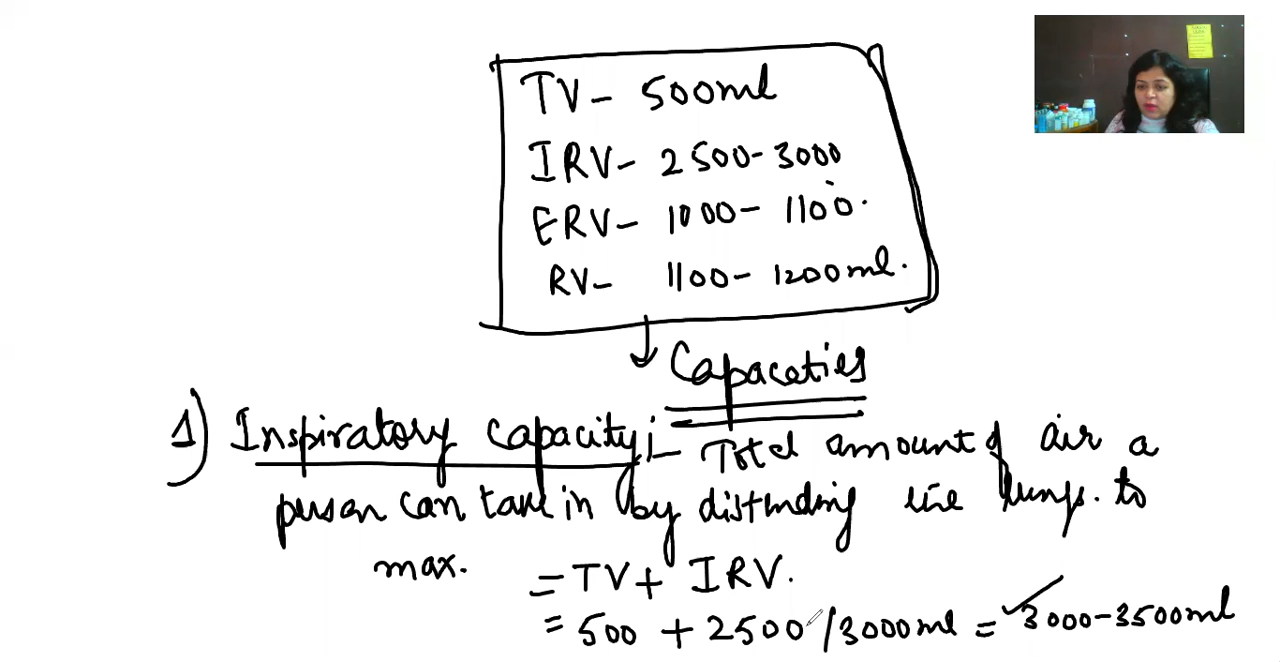 TV - 500ml
IRV - 2500-3000
ERV - 1000 - 1100.
RV - 1100 - 1200ml.
Capaceties
1) Inspiratory capacity :- Total amount of air a
person can take in by distending the lungs. to
max.
= TV + IRV.
= 500 + 2500/3000ml = 3000-3500ml